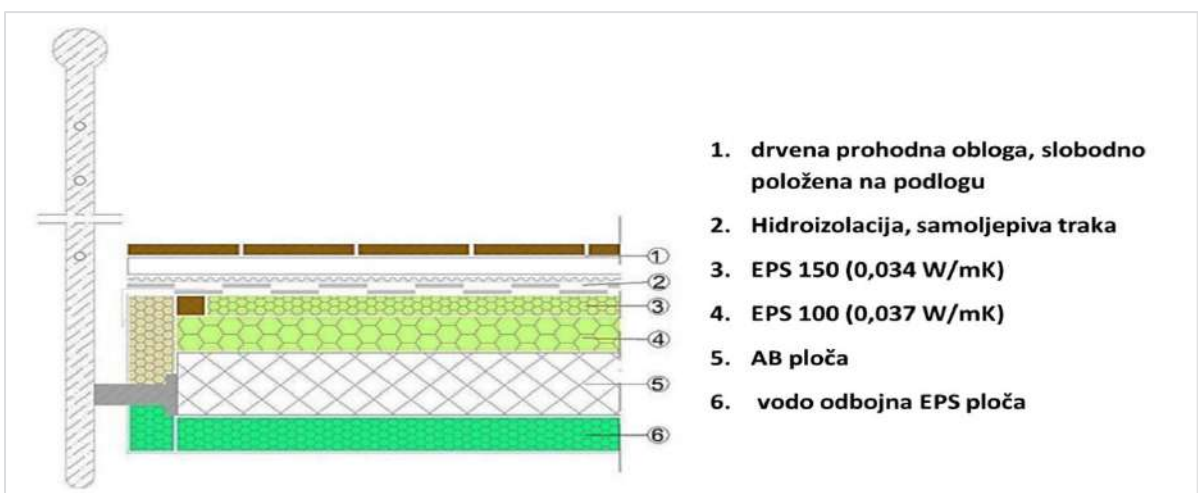 1. drvena prohodna obloga, slobodno
položena na podlogu
2. Hidroizolacija, samoljepiva traka
3. EPS 150 (0,034 W/mK)
4. EPS 100 (0,037 W/mK)
5. AB ploča
6. vodo odbojna EPS ploča
1
2
3
4
5
6